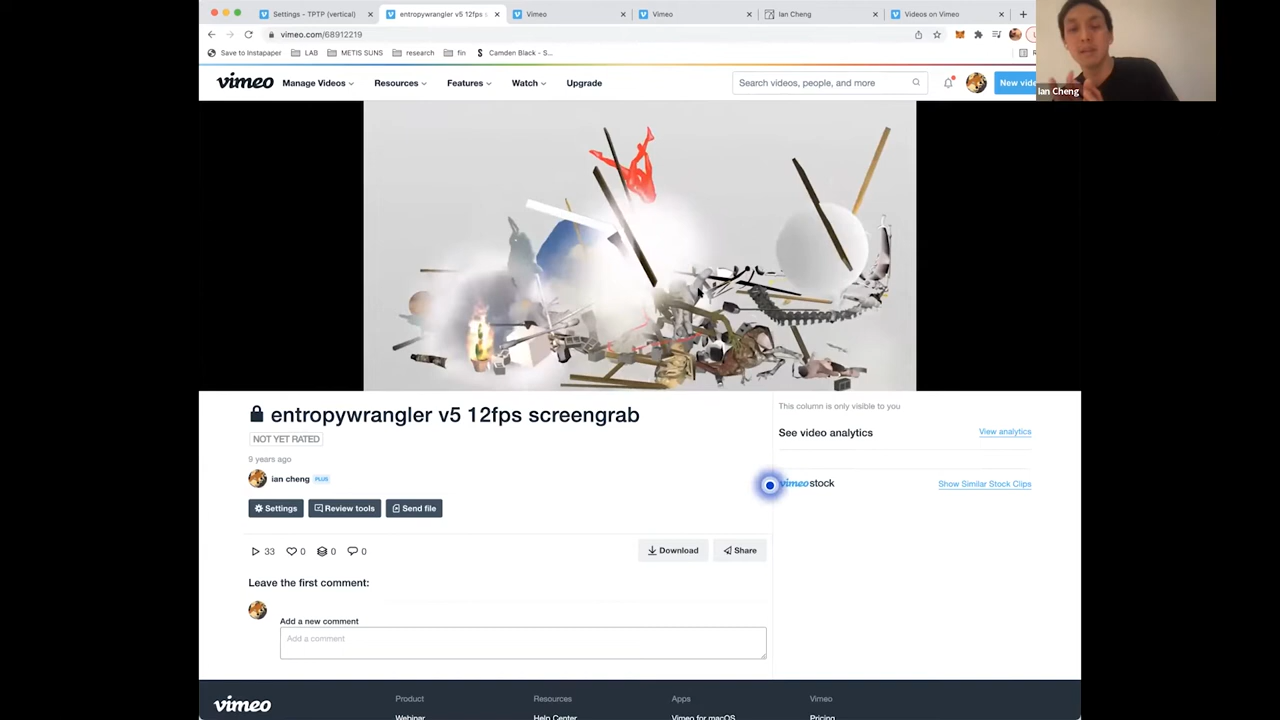 Settings - TPTP (vertical)
entropywrangler v5 12fps s
Vimeo
Vimeo
Ian Cheng
Videos on Vimeo
vimeo.com/68912219
Save to Instapaper
LAB
METIS SUNS
research
fin
Camden Black - S...
Ian Cheng
vimeo
Manage Videos
Resources
Features
Watch
Upgrade
Search videos, people, and more
New vide
entropywrangler v5 12fps screengrab
NOT YET RATED
9 years ago
ian cheng PLUS
Settings
Review tools
Send file
33
0
0
0
Download
Share
Leave the first comment:
Add a new comment
Add a comment
This column is only visible to you
See video analytics
View analytics
vimeo stock
Show Similar Stock Clips
vimeo
Product
Resources
Apps
Vimeo
Webinar
Help Center
Vimeo for macOS
Pricing